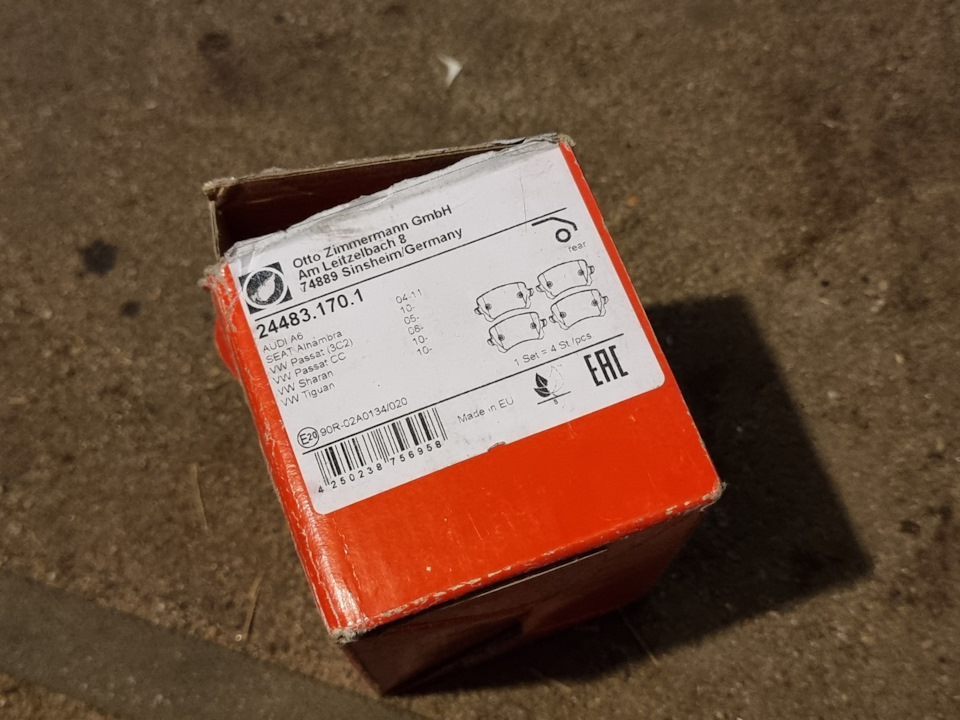 Otto Zimmermann GmbH
Am Leitzelbach 8
74889 Sinsheim/Germany
24483.170.1
rear
AUDI A6 04-11
SEAT Alhambra 10-
VW Passat (3C2) 05-
VW Passat CC 08-
VW Sharan 10-
VW Tiguan 10-
1 Set = 4 St./pcs
E20 90R-02A0134/020
Made in EU
EAC
4 250238 756958